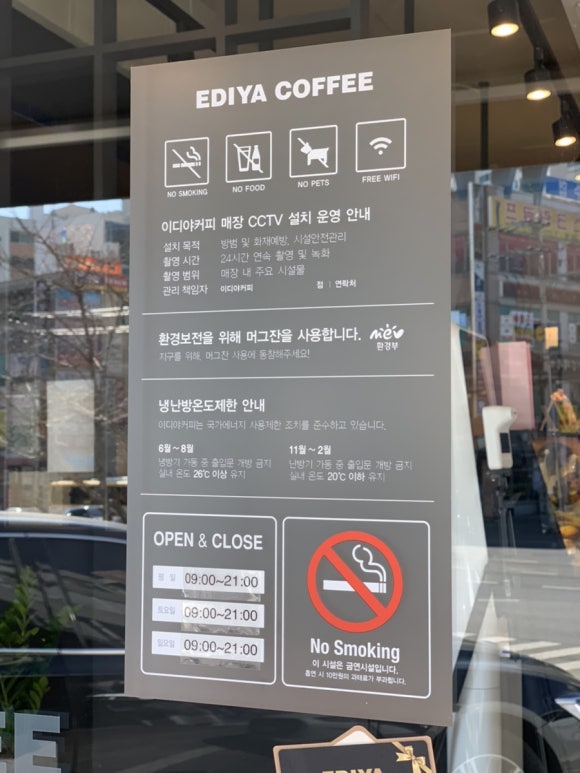 EDIYA COFFEE
NO SMOKING
NO FOOD
NO PETS
FREE WIFI
이디야커피 매장 CCTV 설치 운영 안내
설치 목적 방범 및 화재예방, 시설안전관리
촬영 시간 24시간 연속 촬영 및 녹화
촬영 범위 매장 내 주요 시설물
관리 책임자 이디야커피 점 | 연락처
환경보전을 위해 머그잔을 사용합니다. me
환경부
지구를 위해, 머그잔 사용에 동참해주세요!
냉난방온도제한 안내
이디야커피는 국가에너지 사용제한 조치를 준수하고 있습니다.
6월~8월
냉방기 가동 중 출입문 개방 금지
실내 온도 26℃ 이상 유지
11월~2월
난방기 가동 중 출입문 개방 금지
실내 온도 20℃ 이하 유지
OPEN & CLOSE
평 일 09:00~21:00
토요일 09:00~21:00
일요일 09:00~21:00
No Smoking
이 시설은 금연시설입니다.
흡연 시 10만원의 과태료가 부과됩니다.
EDIYA
FE